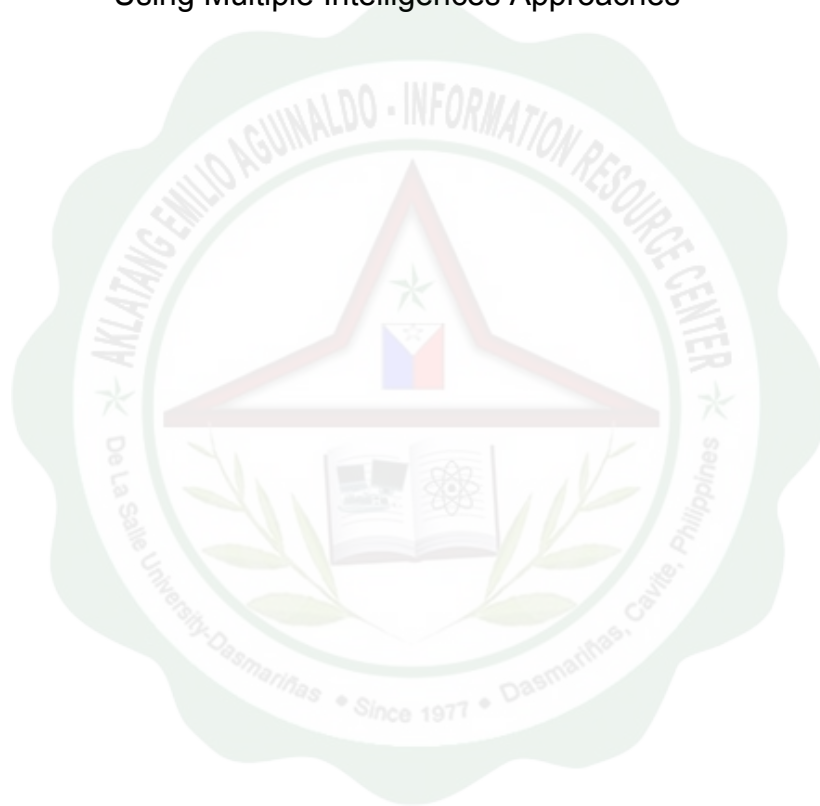 Using Multiple Intelligences Approaches
AKLATANG EMILIO AGUINALDO - INFORMATION RESOURCE CENTER
De La Salle University-Dasmariñas • Since 1977 • Dasmariñas, Cavite, Philippines